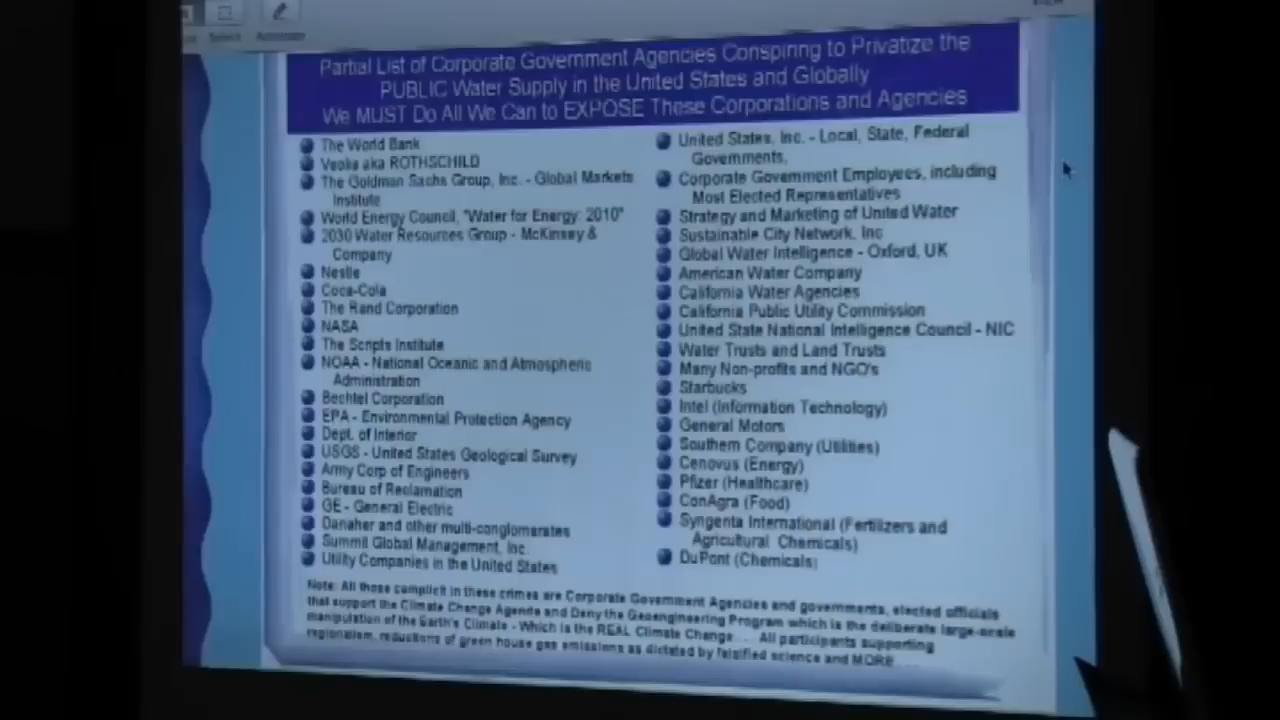 Select
Annotate
Partial List of Corporate Government Agencies Conspiring to Privatize the
PUBLIC Water Supply in the United States and Globally
We MUST Do All We Can to EXPOSE These Corporations and Agencies
The World Bank
Veolia aka ROTHSCHILD
The Goldman Sachs Group, Inc. - Global Markets
Institute
World Energy Council, "Water for Energy: 2010"
2030 Water Resources Group - McKinsey &
Company
Nestle
Coca-Cola
The Rand Corporation
NASA
The Scripts Institute
NOAA - National Oceanic and Atmospheric
Administration
Bechtel Corporation
EPA - Environmental Protection Agency
Dept. of Interior
USGS - United States Geological Survey
Army Corp of Engineers
Bureau of Reclamation
GE - General Electric
Danaher and other multi-conglomerates
Summit Global Management, Inc.
Utility Companies in the United States
United States, Inc. - Local, State, Federal
Governments,
Corporate Government Employees, including
Most Elected Representatives
Strategy and Marketing of United Water
Sustainable City Network, Inc
Global Water Intelligence - Oxford, UK
American Water Company
California Water Agencies
California Public Utility Commission
United State National Intelligence Council - NIC
Water Trusts and Land Trusts
Many Non-profits and NGO's
Starbucks
Intel (Information Technology)
General Motors
Southern Company (Utilities)
Cenovus (Energy)
Pfizer (Healthcare)
ConAgra (Food)
Syngenta International (Fertilizers and
Agricultural Chemicals)
DuPont (Chemicals)
Note: All those complicit in these crimes are Corporate Government Agencies and governments, elected officials
that support the Climate Change Agenda and Deny the Geoengineering Program which is the deliberate large-scale
manipulation of the Earth's Climate - Which is the REAL Climate Change . . . All participants supporting
regionalism, reductions of green house gas emissions as dictated by falsified science and MORE